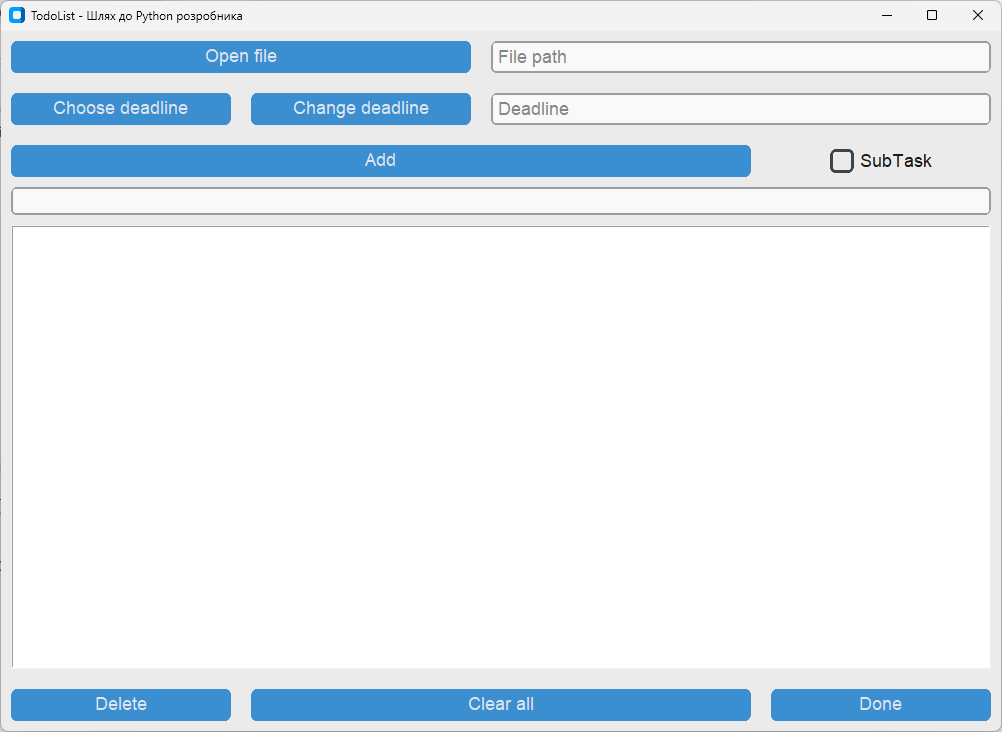 TodoList - Шлях до Python розробника
Open file
File path
Choose deadline
Change deadline
Deadline
Add
SubTask
Delete
Clear all
Done